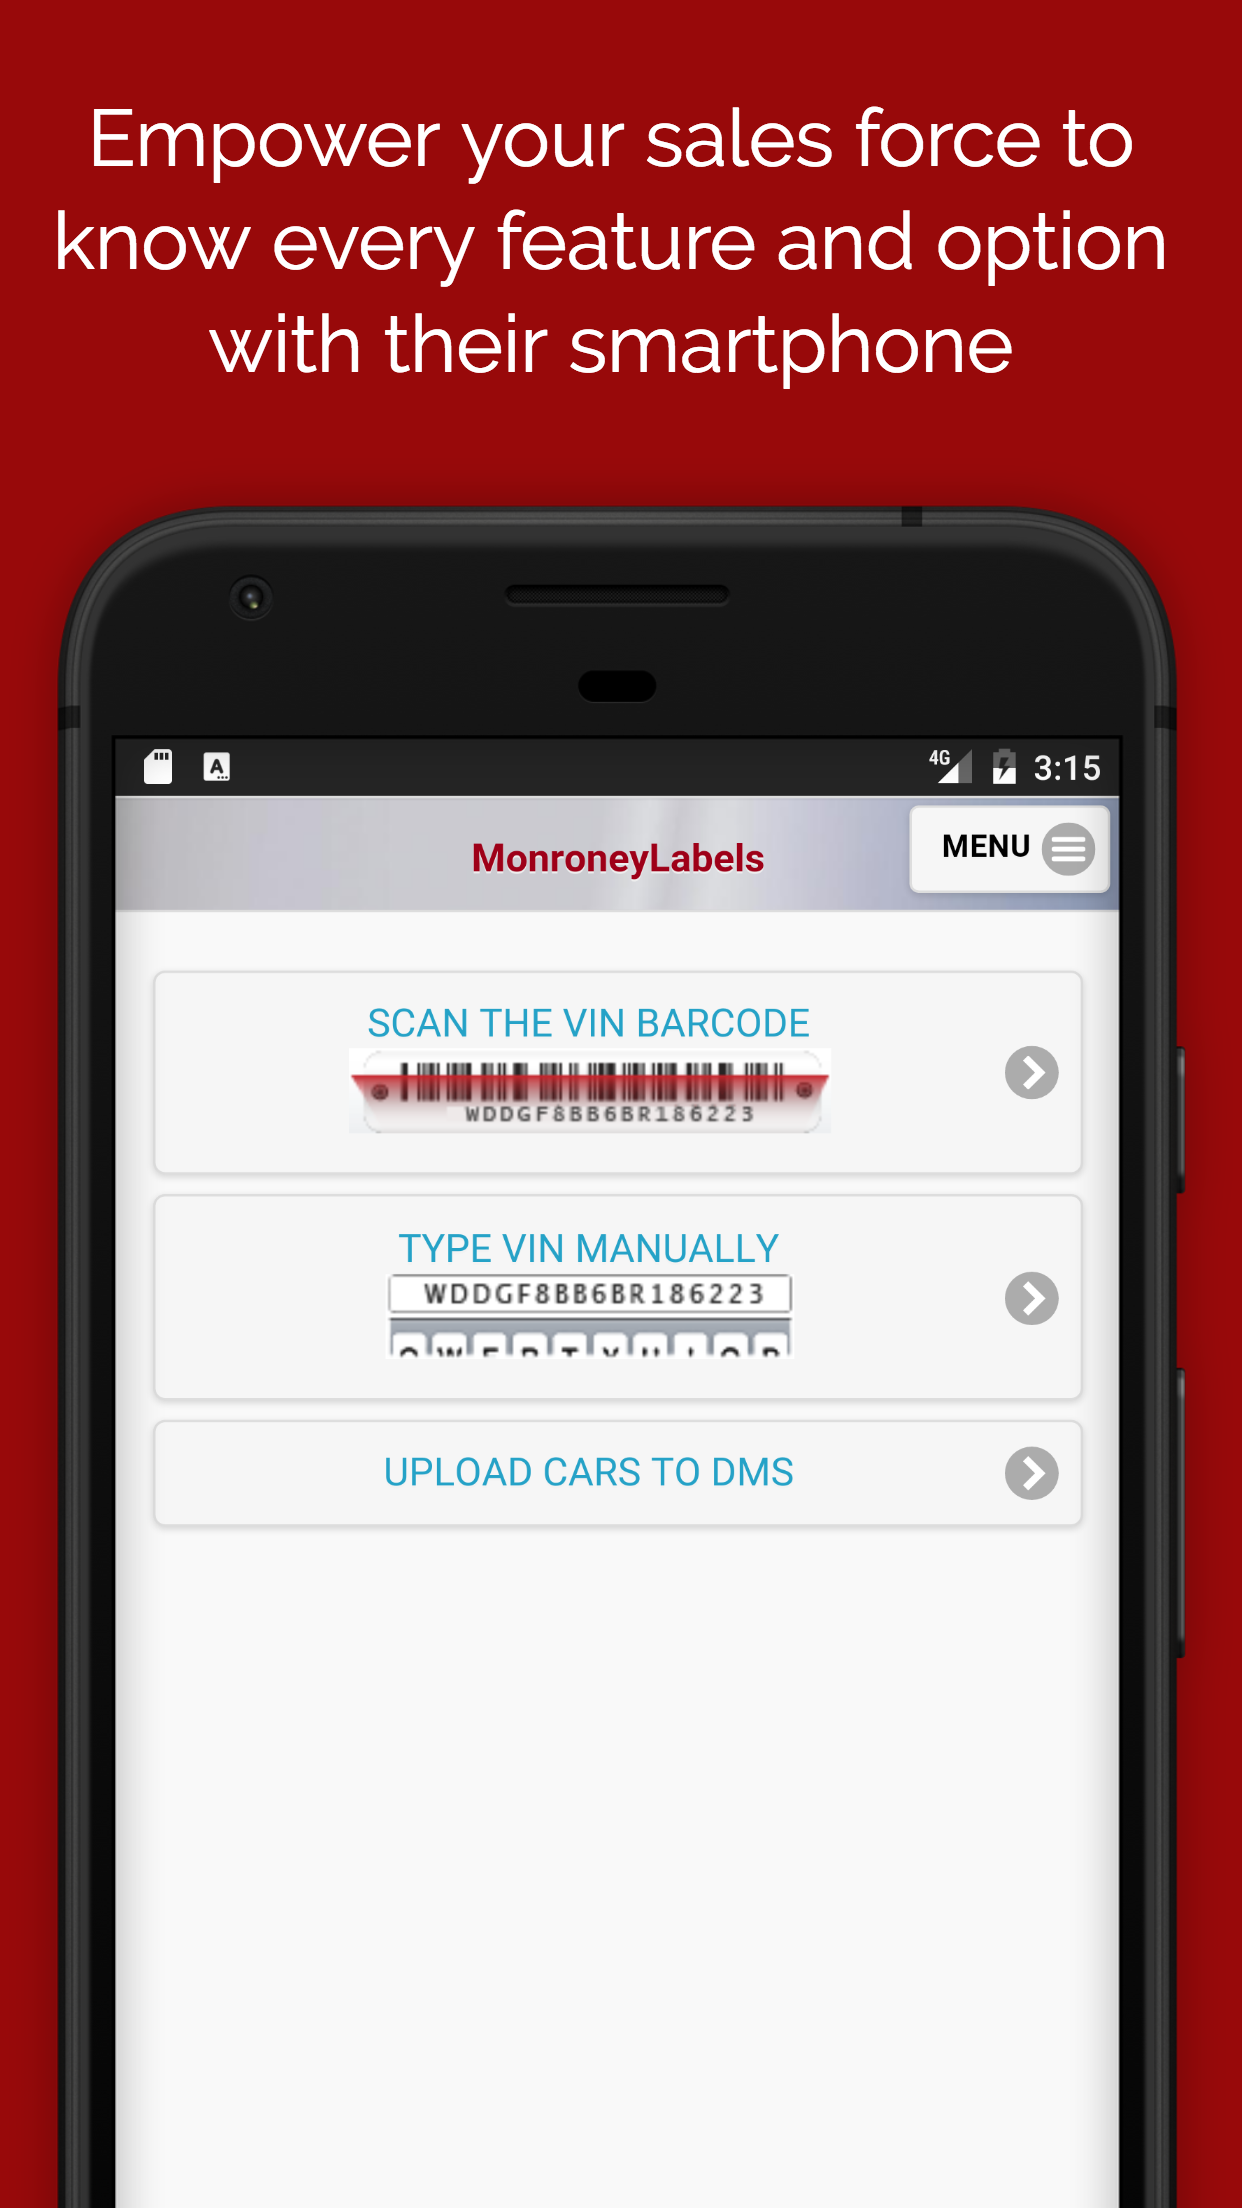 Empower your sales force to
know every feature and option
with their smartphone
A
4G
3:15
MonroneyLabels
MENU
SCAN THE VIN BARCODE
WDDGF8BB6BR186223
TYPE VIN MANUALLY
WDDGF8BB6BR186223
Q W E R T Y U I O P
UPLOAD CARS TO DMS